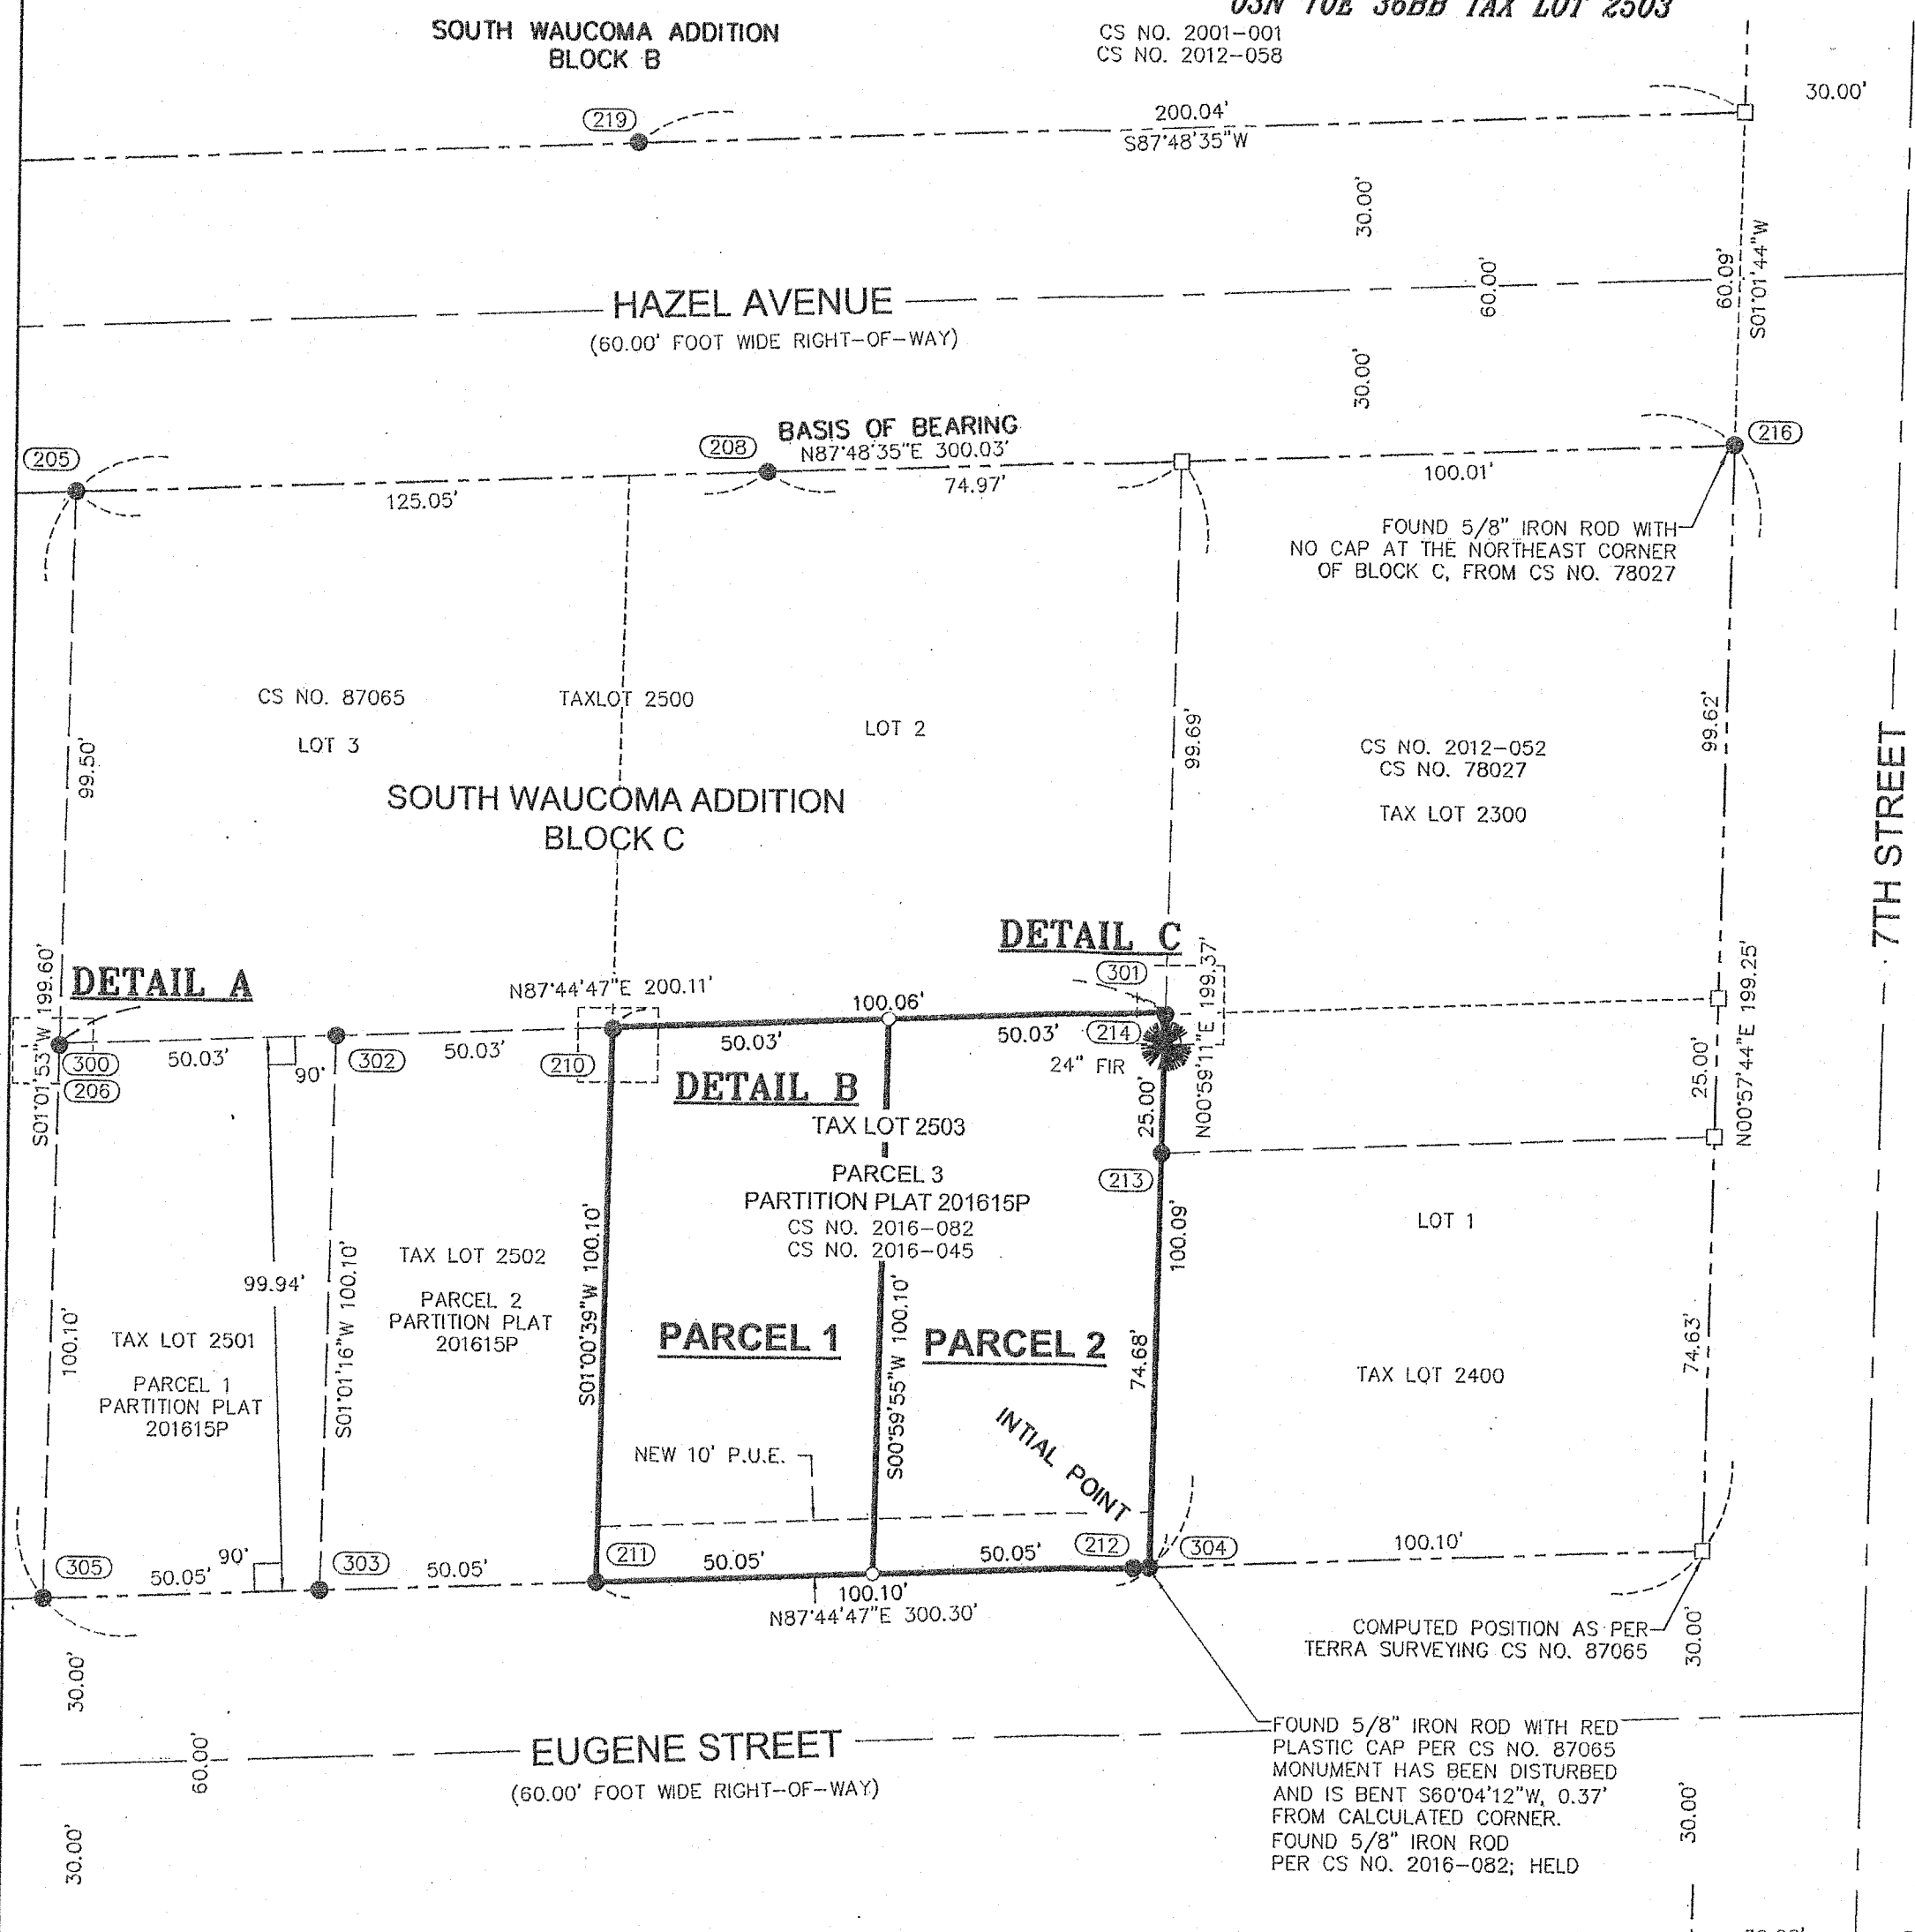 03N 10E 36BB TAX LOT 2503
SOUTH WAUCOMA ADDITION
BLOCK B
CS NO. 2001-001
CS NO. 2012-058
30.00'
219
200.04'
S87°48'35"W
30.00'
60.00'
60.09'
S01°01'44"W
HAZEL AVENUE
(60.00' FOOT WIDE RIGHT-OF-WAY)
30.00'
BASIS OF BEARING
N87°48'35"E 300.03'
205
208
216
125.05'
74.97'
100.01'
FOUND 5/8" IRON ROD WITH
NO CAP AT THE NORTHEAST CORNER
OF BLOCK C, FROM CS NO. 78027
CS NO. 87065
LOT 3
TAXLOT 2500
LOT 2
99.50'
99.69'
99.62'
CS NO. 2012-052
CS NO. 78027
TAX LOT 2300
7TH STREET
SOUTH WAUCOMA ADDITION
BLOCK C
DETAIL C
301
DETAIL A
S01°01'53"W 199.60'
N87°44'47"E 200.11'
100.06'
N00°59'11"E 199.37'
N00°57'44"E 199.25'
300
206
50.03'
90°
302
50.03'
210
50.03'
50.03'
214
24" FIR
DETAIL B
25.00'
25.00'
TAX LOT 2503
PARCEL 3
PARTITION PLAT 201615P
CS NO. 2016-082
CS NO. 2016-045
213
100.09'
LOT 1
TAX LOT 2502
PARCEL 2
PARTITION PLAT
201615P
99.94'
S01°01'16"W 100.10'
S01°00'39"W 100.10'
S00°59'55"W 100.10'
100.10'
TAX LOT 2501
PARCEL 1
PARTITION PLAT
201615P
PARCEL 1
PARCEL 2
74.68'
74.63'
TAX LOT 2400
INTIAL POINT
NEW 10' P.U.E.
305
50.05'
90°
303
50.05'
211
50.05'
50.05'
212
304
100.10'
100.10'
N87°44'47"E 300.30'
COMPUTED POSITION AS PER
TERRA SURVEYING CS NO. 87065
30.00'
30.00'
60.00'
EUGENE STREET
(60.00' FOOT WIDE RIGHT-OF-WAY)
FOUND 5/8" IRON ROD WITH RED
PLASTIC CAP PER CS NO. 87065
MONUMENT HAS BEEN DISTURBED
AND IS BENT S60°04'12"W, 0.37'
FROM CALCULATED CORNER.
FOUND 5/8" IRON ROD
PER CS NO. 2016-082; HELD
30.00'
30.00'